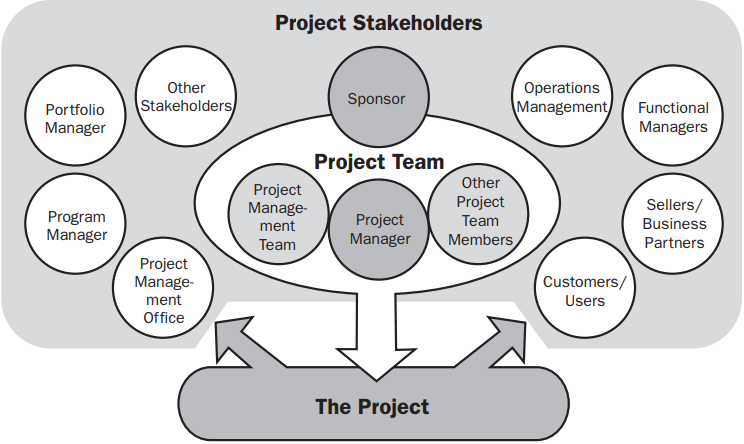 Project Stakeholders
Portfolio
Manager
Other
Stakeholders
Sponsor
Operations
Management
Functional
Managers
Project Team
Program
Manager
Project
Manage-
ment
Team
Project
Manager
Other
Project
Team
Members
Sellers/
Business
Partners
Project
Manage-
ment
Office
Customers/
Users
The Project